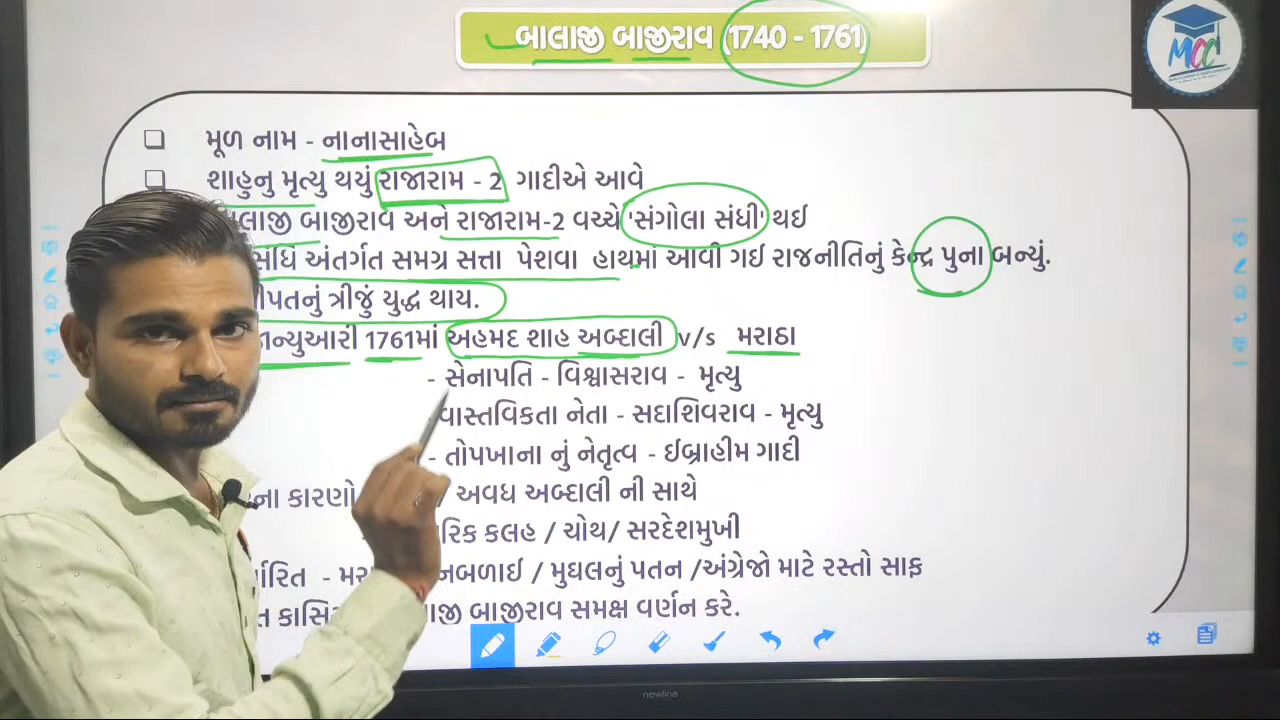 બાલાજી બાજીરાવ (1740 - 1761)
MCC
મૂળ નામ - નાનાસાહેબ
શાહુનુ મૃત્યુ થયું રાજારામ - 2 ગાદીએ આવે
બાજીરાવ અને રાજારામ-2 વચ્ચે 'સંગોલા સંધી' થઈ
સંધિ અંતર્ગત સમગ્ર સત્તા પેશવા હાથમાં આવી ગઈ રાજનીતિનું કેન્દ્ર પુના બન્યું.
ત્રીજું યુદ્ધ થાય.
1761માં અહમદ શાહ અબ્દાલી v/s મરાઠા
- સેનાપતિ - વિશ્વાસરાવ - મૃત્યુ
વાસ્તવિકતા નેતા - સદાશિવરાવ - મૃત્યુ
- તોપખાના નું નેતૃત્વ - ઈબ્રાહીમ ગાદી
કારણો / અવધ અબ્દાલી ની સાથે
કલહ / ચોથ/ સરદેશમુખી
- નબળાઈ / મુઘલનું પતન /અંગ્રેજો માટે રસ્તો સાફ
બાજીરાવ સમક્ષ વર્ણન કરે.
newline